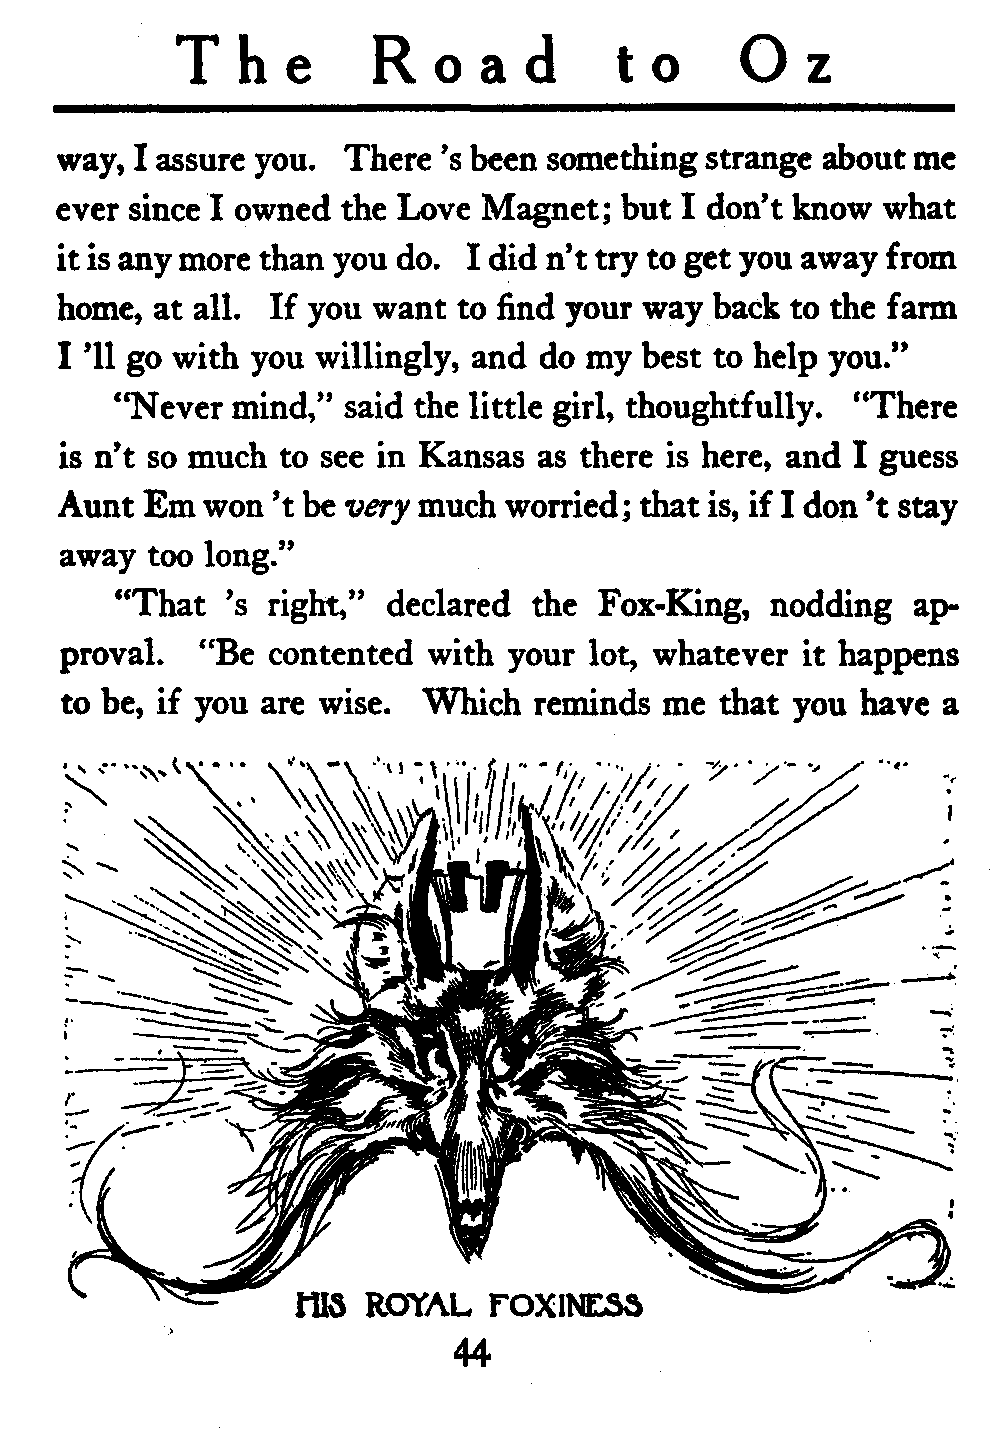 The Road to Oz
way, I assure you. There 's been something strange about me
ever since I owned the Love Magnet; but I don't know what
it is any more than you do. I did n't try to get you away from
home, at all. If you want to find your way back to the farm
I 'll go with you willingly, and do my best to help you."
"Never mind," said the little girl, thoughtfully. "There
is n't so much to see in Kansas as there is here, and I guess
Aunt Em won 't be very much worried; that is, if I don 't stay
away too long."
"That 's right," declared the Fox-King, nodding ap-
proval. "Be contented with your lot, whatever it happens
to be, if you are wise. Which reminds me that you have a
HIS ROYAL FOXINESS
44